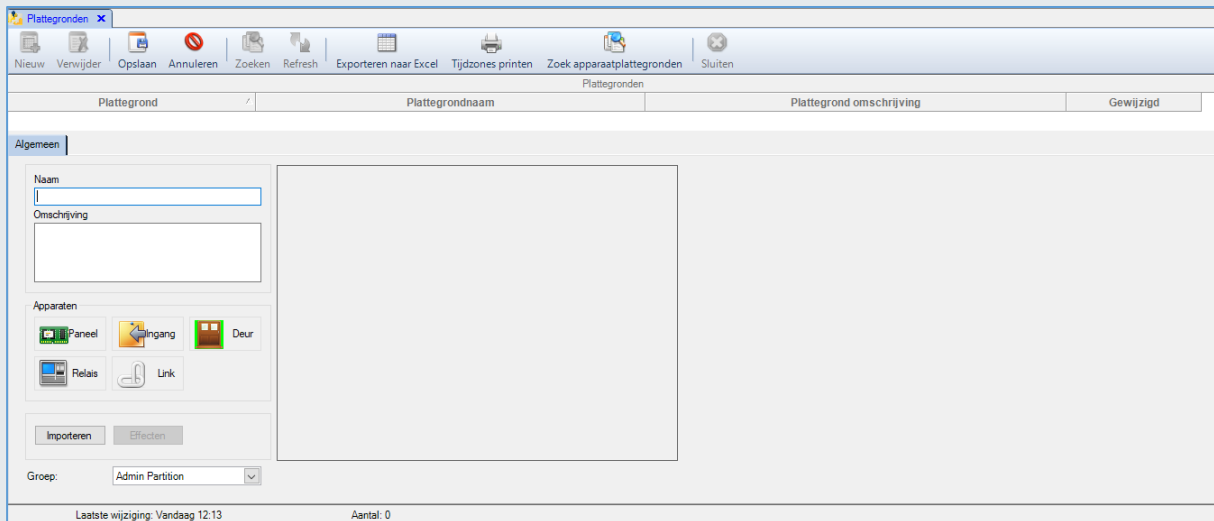 Plattegronden
Nieuw Verwijder Opslaan Annuleren Zoeken Refresh Exporteren naar Excel Tijdzones printen Zoek apparaatplattegronden Sluiten
Plattegronden
Plattegrond Plattegrondnaam Plattegrond omschrijving Gewijzigd
Algemeen
Naam
Omschrijving
Apparaten
Paneel Ingang Deur
Relais Link
Importeren Effecten
Groep: Admin Partition
Laatste wijziging: Vandaag 12:13 Aantal: 0